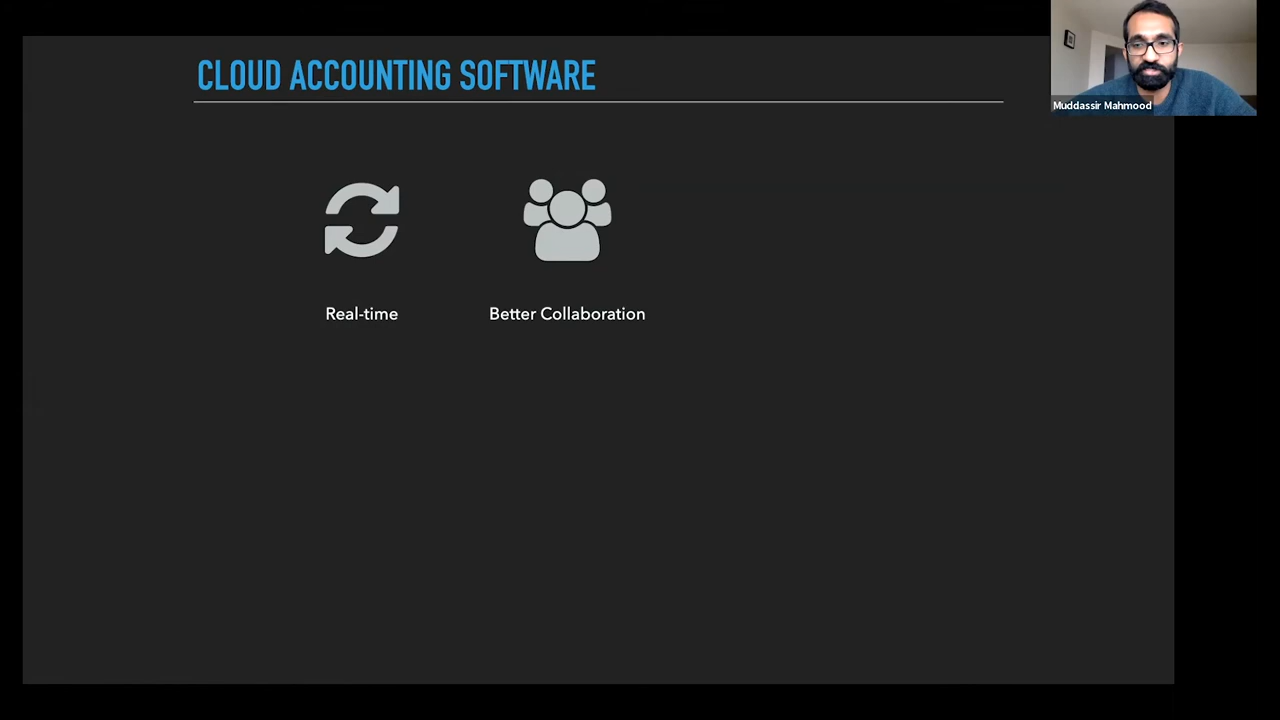 CLOUD ACCOUNTING SOFTWARE
Muddassir Mahmood
Real-time
Better Collaboration